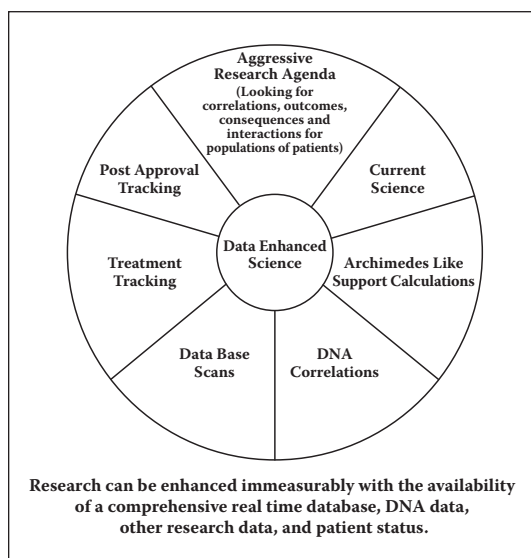 Aggressive
Research Agenda
(Looking for
correlations, outcomes,
consequences and
interactions for
populations of patients)
Post Approval
Tracking
Current
Science
Data Enhanced
Science
Treatment
Tracking
Archimedes Like
Support Calculations
Data Base
Scans
DNA
Correlations
Research can be enhanced immeasurably with the availability
of a comprehensive real time database, DNA data,
other research data, and patient status.